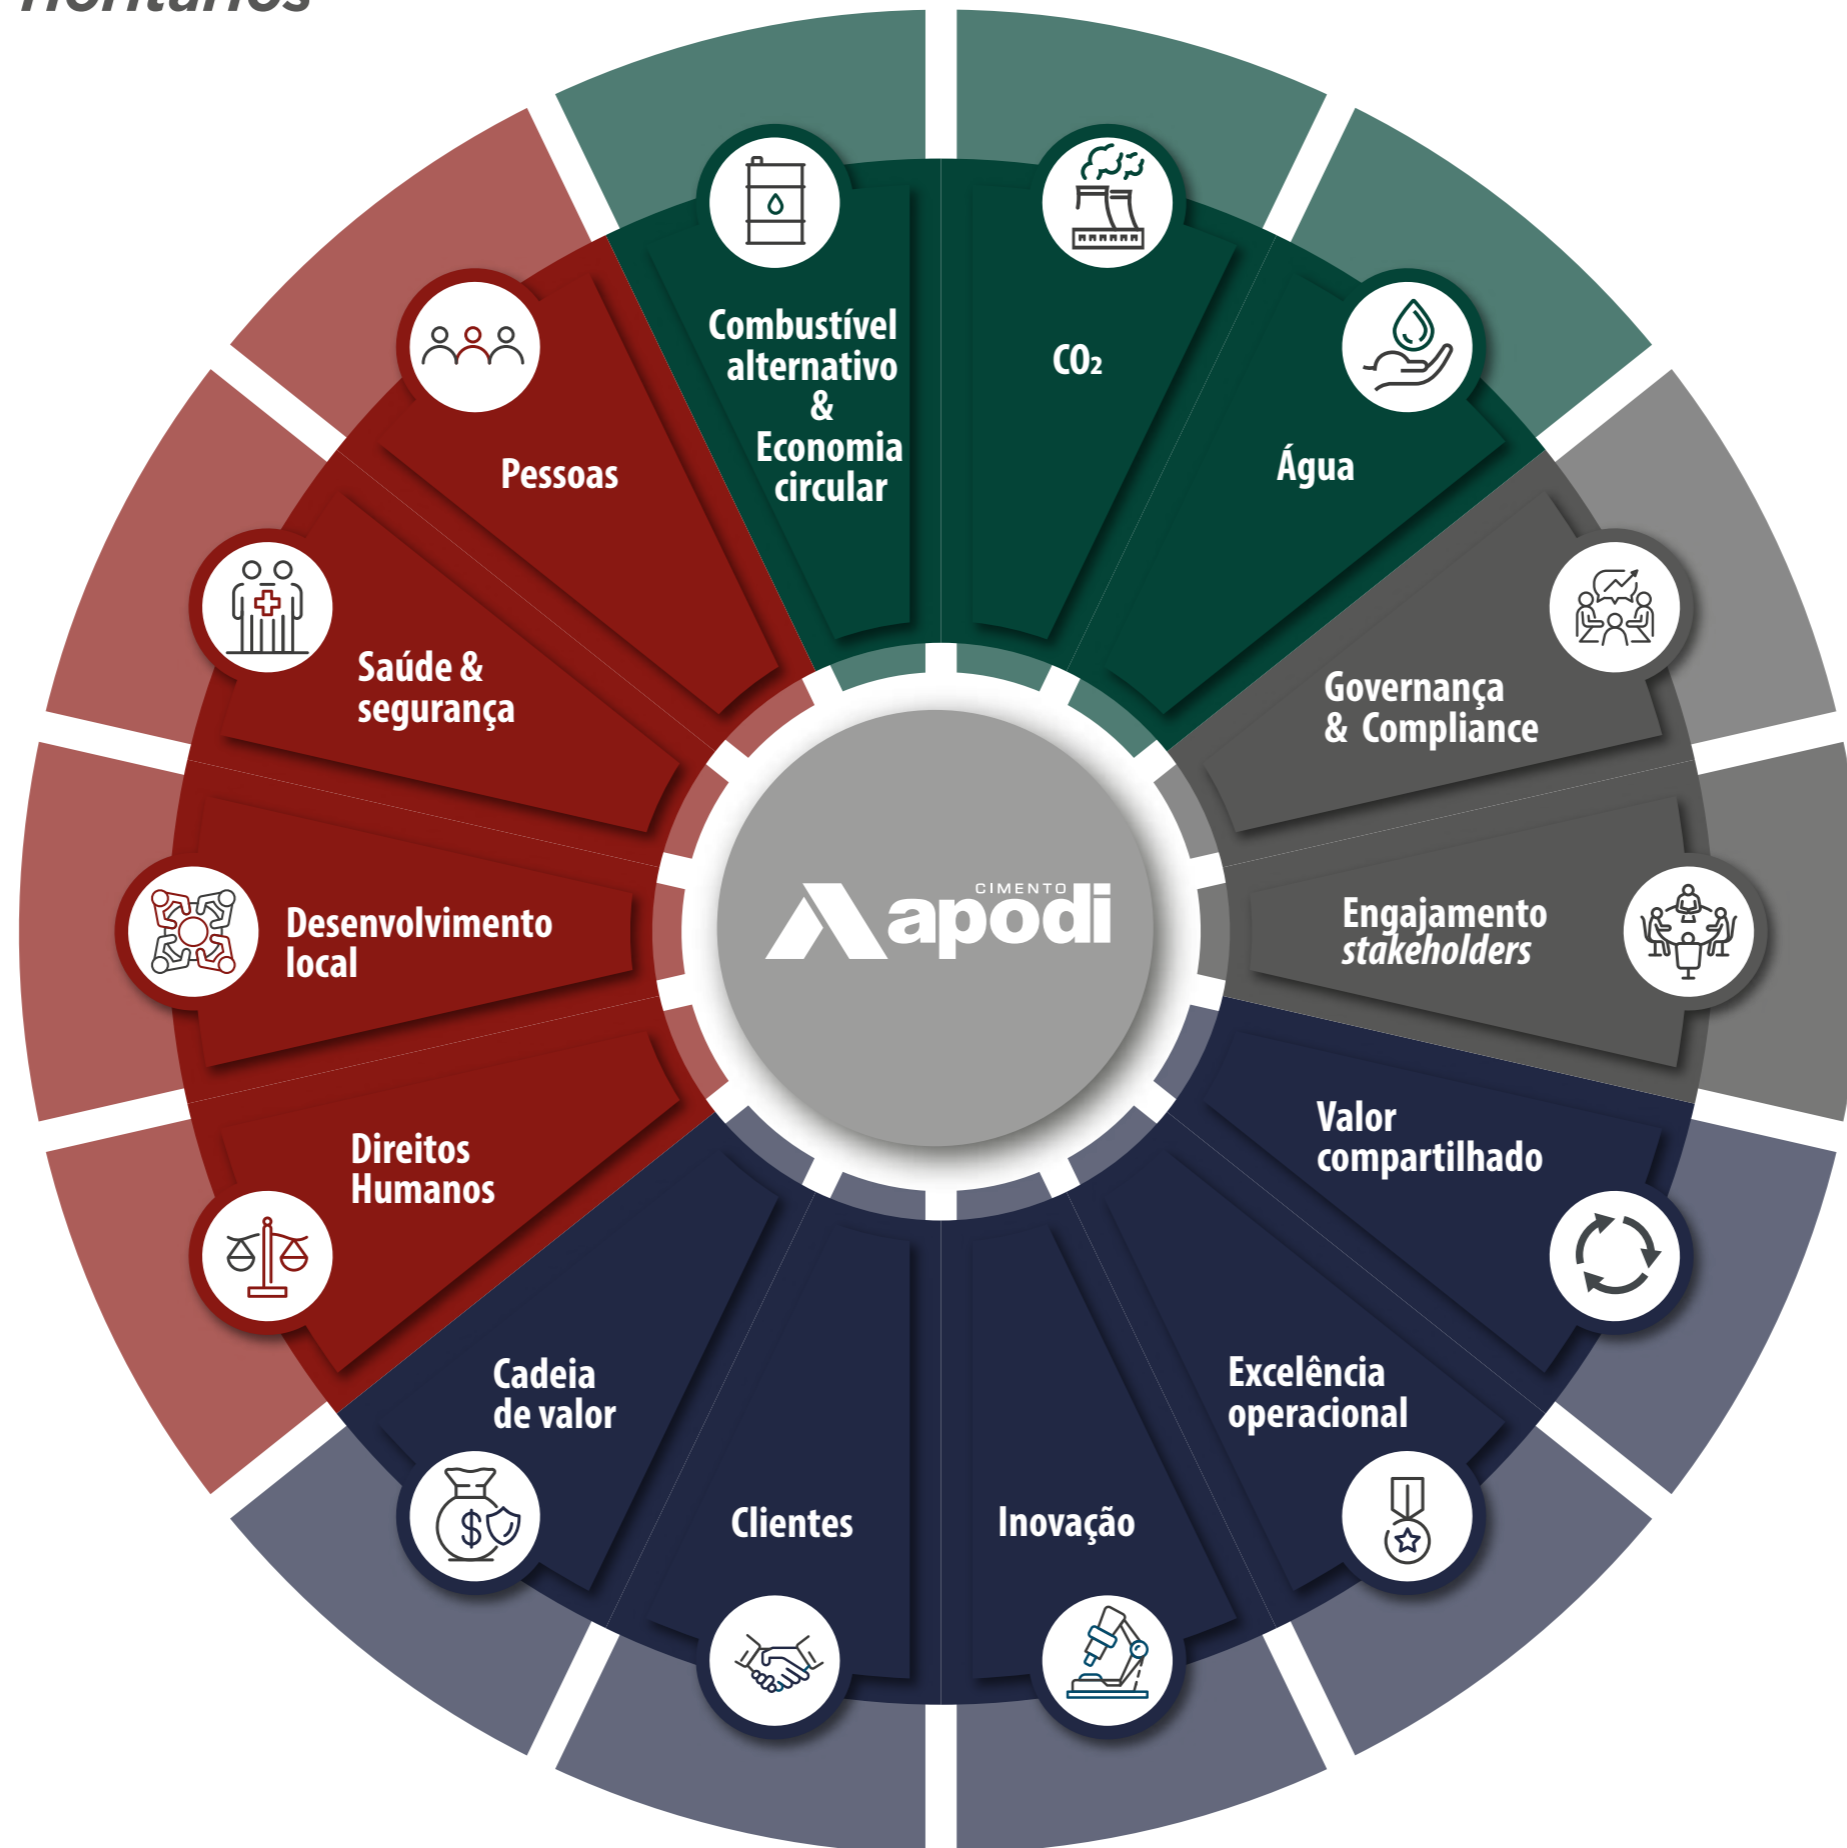 Combustível
alternativo
&
Economia
circular
CO₂
Água
Governança
& Compliance
Engajamento
stakeholders
Valor
compartilhado
Excelência
operacional
Inovação
Clientes
Cadeia
de valor
Direitos
Humanos
Desenvolvimento
local
Saúde &
segurança
Pessoas
CIMENTO
apodi
$